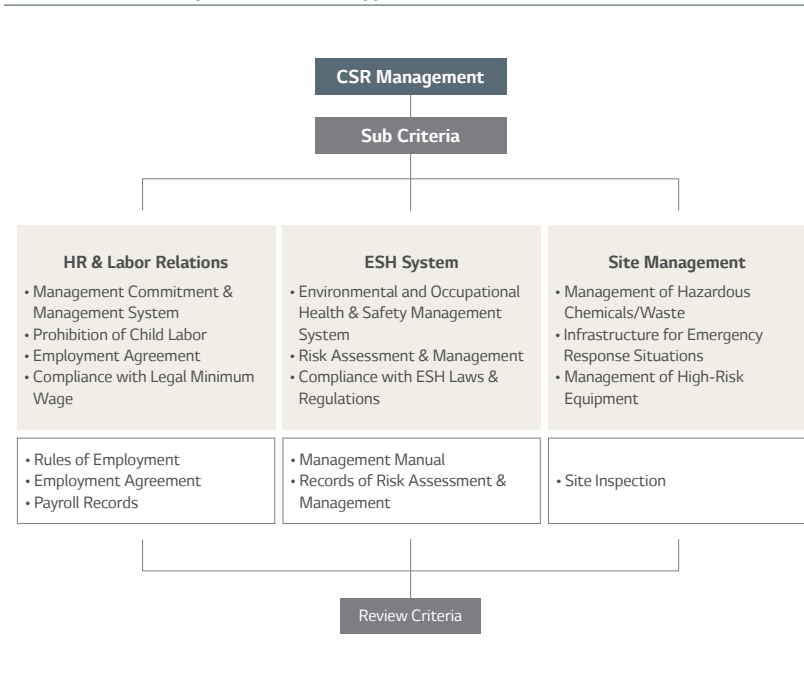 CSR Management
Sub Criteria
HR & Labor Relations
• Management Commitment &
Management System
• Prohibition of Child Labor
• Employment Agreement
• Compliance with Legal Minimum
Wage
ESH System
• Environmental and Occupational
Health & Safety Management
System
• Risk Assessment & Management
• Compliance with ESH Laws &
Regulations
Site Management
• Management of Hazardous
Chemicals/Waste
• Infrastructure for Emergency
Response Situations
• Management of High-Risk
Equipment
• Rules of Employment
• Employment Agreement
• Payroll Records
• Management Manual
• Records of Risk Assessment &
Management
• Site Inspection
Review Criteria